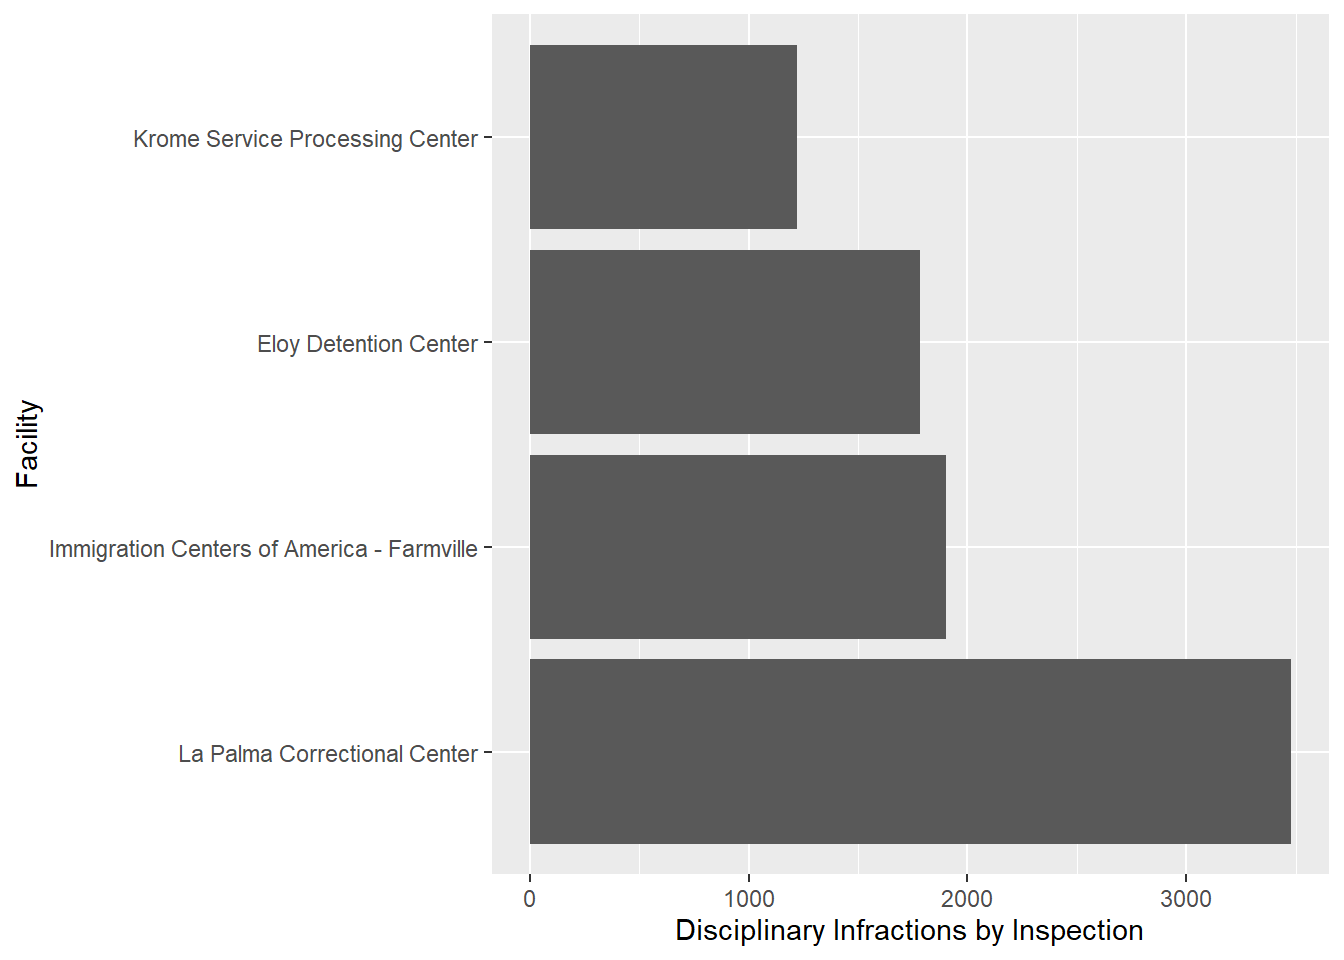 Krome Service Processing Center
Eloy Detention Center
Facility
Immigration Centers of America - Farmville
La Palma Correctional Center
0 1000 2000 3000
Disciplinary Infractions by Inspection